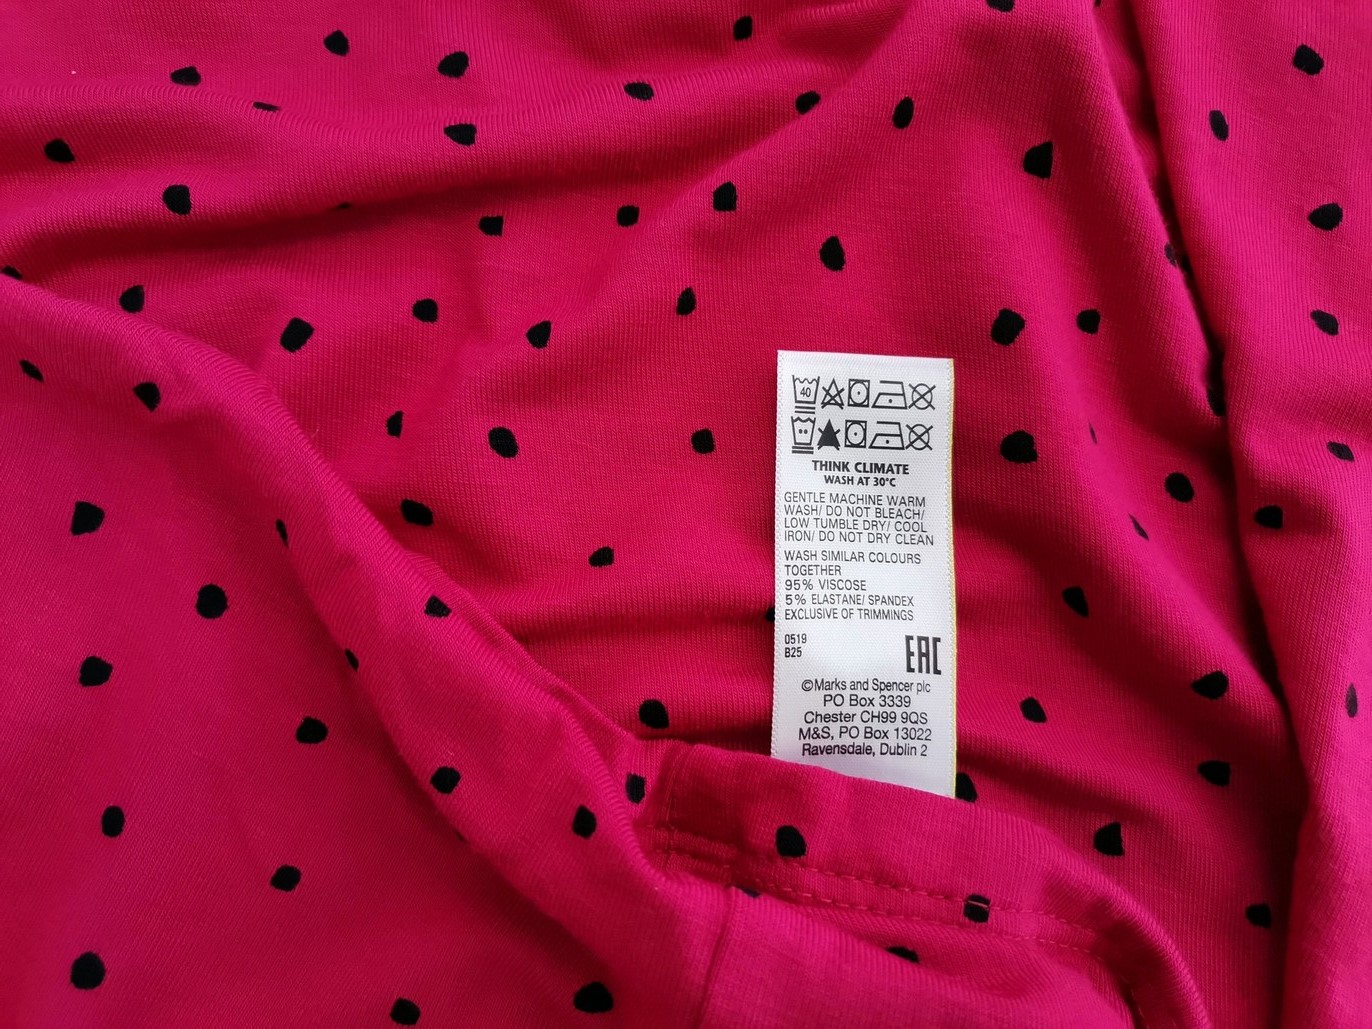 40
THINK CLIMATE
WASH AT 30°C
GENTLE MACHINE WARM
WASH/ DO NOT BLEACH/
LOW TUMBLE DRY/ COOL
IRON/ DO NOT DRY CLEAN
WASH SIMILAR COLOURS
TOGETHER
95% VISCOSE
5% ELASTANE/ SPANDEX
EXCLUSIVE OF TRIMMINGS
0519
B25
EAC
©Marks and Spencer plc
PO Box 3339
Chester CH99 9QS
M&S, PO Box 13022
Ravensdale, Dublin 2